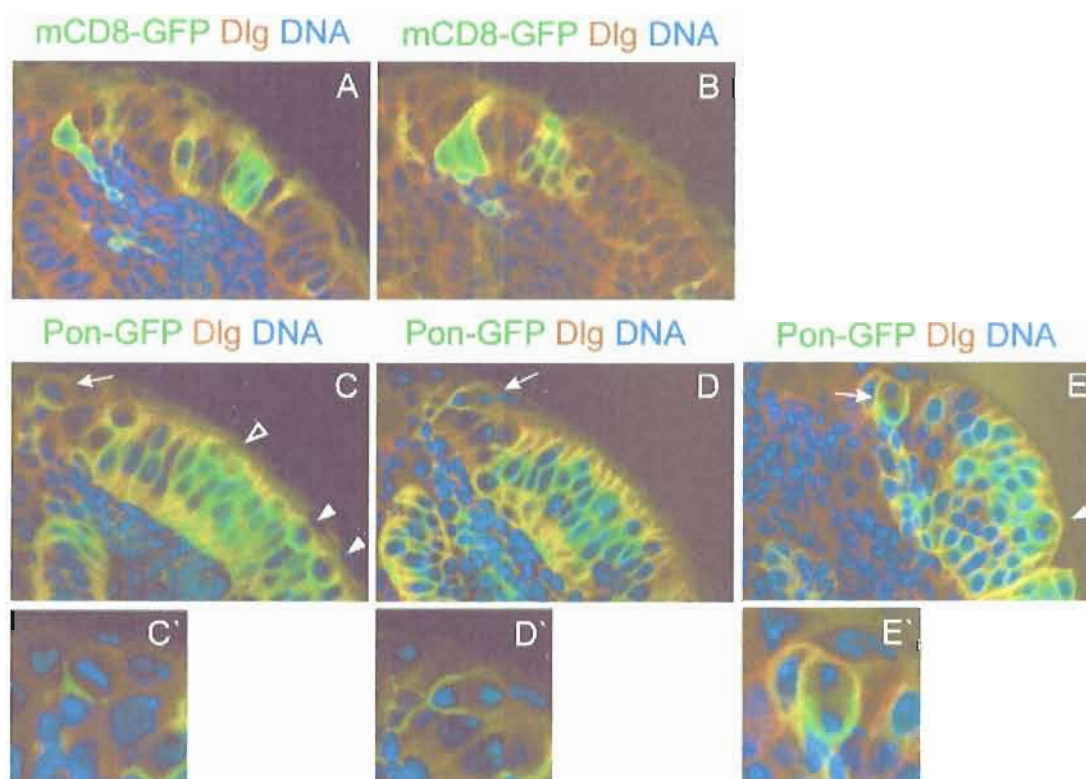 mCD8-GFP Dlg DNA mCD8-GFP Dlg DNA
A B
Pon-GFP Dlg DNA Pon-GFP Dlg DNA Pon-GFP Dlg DNA
C D E
C` D` E`